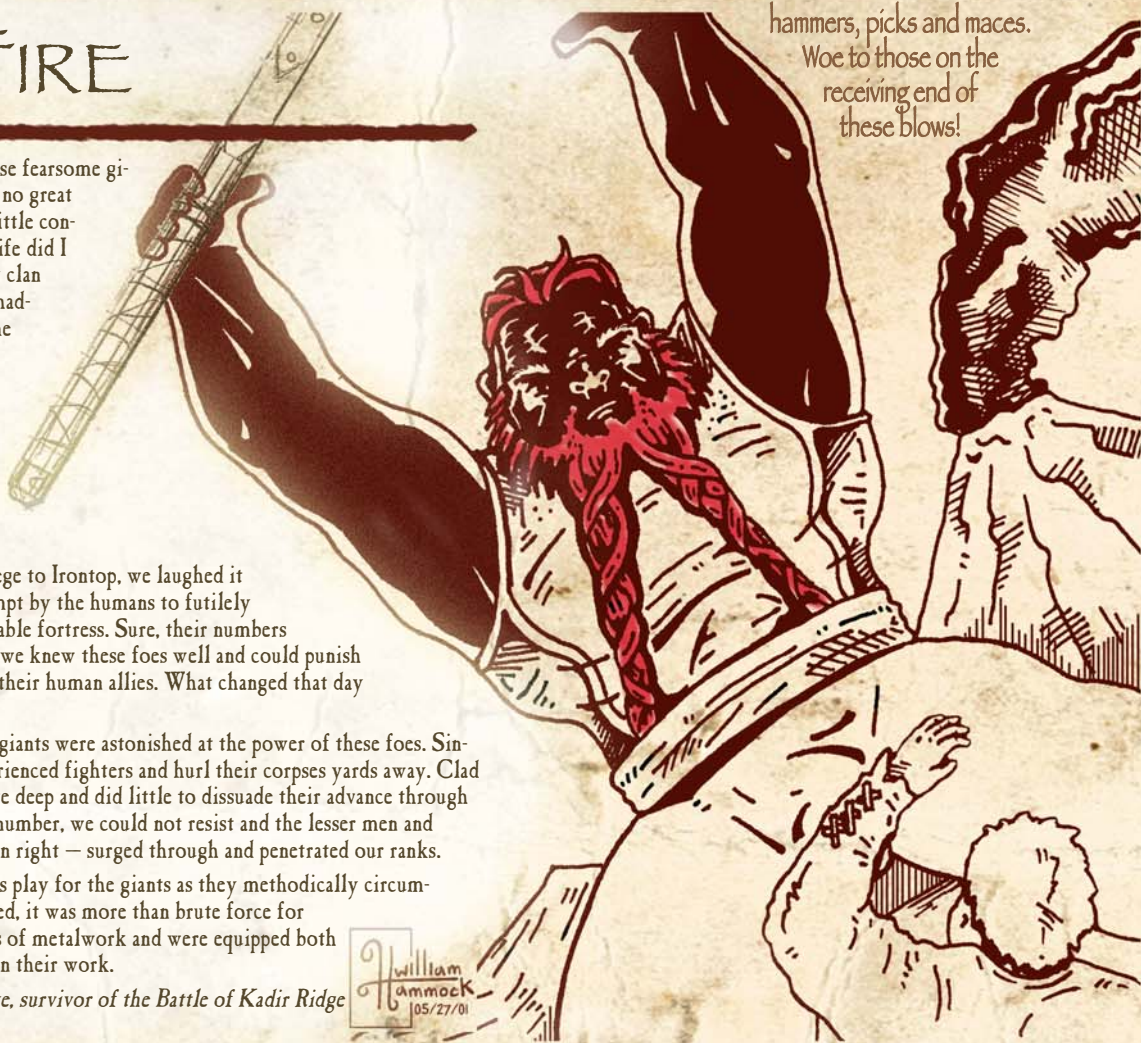 FIRE
hammers, picks and maces.
Woe to those on the
receiving end of
these blows!
se fearsome gi-
no great
ittle con-
ife did I
clan
had-
ne
ege to Irontop, we laughed it
mpt by the humans to futilely
able fortress. Sure, their numbers
we knew these foes well and could punish
their human allies. What changed that day
giants were astonished at the power of these foes. Sin-
rienced fighters and hurl their corpses yards away. Clad
e deep and did little to dissuade their advance through
number, we could not resist and the lesser men and
n right — surged through and penetrated our ranks.
s play for the giants as they methodically circum-
ed, it was more than brute force for
s of metalwork and were equipped both
n their work.
e, survivor of the Battle of Kadir Ridge
william
Hammock
05/27/01